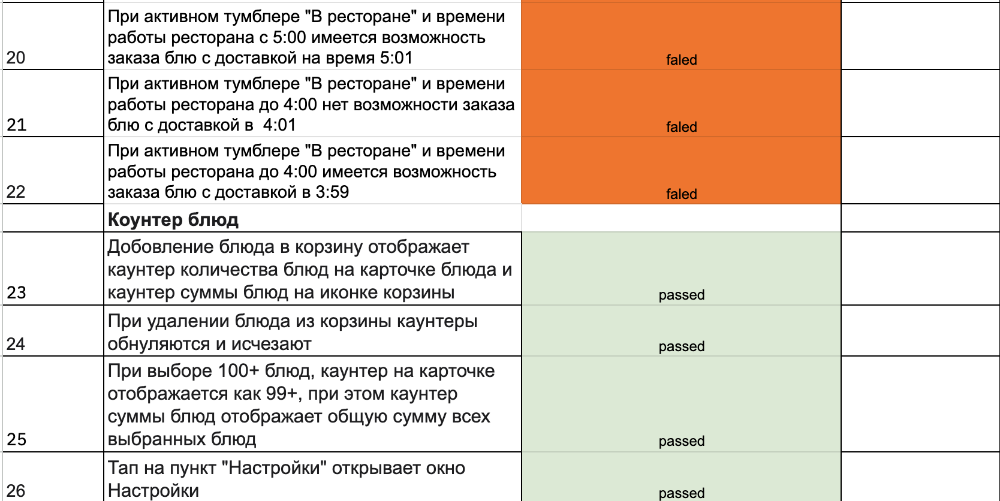 При активном тумблере "В ресторане" и времени
работы ресторана с 5:00 имеется возможность
20 заказа блю с доставкой на время 5:01 faled
При активном тумблере "В ресторане" и времени
работы ресторана до 4:00 нет возможности заказа
21 блю с доставкой в  4:01 faled
При активном тумблере "В ресторане" и времени
работы ресторана до 4:00 имеется возможность
22 заказа блю с доставкой в 3:59 faled
Коунтер блюд
Добовление блюда в корзину отображает
каунтер количества блюд на карточке блюда и
23 каунтер суммы блюд на иконке корзины passed
При удалении блюда из корзины каунтеры
24 обнуляются и исчезают passed
При выборе 100+ блюд, каунтер на карточке
отображается как 99+, при этом каунтер
суммы блюд отображает общую сумму всех
25 выбранных блюд passed
Тап на пункт "Настройки" открывает окно
26 Настройки passed